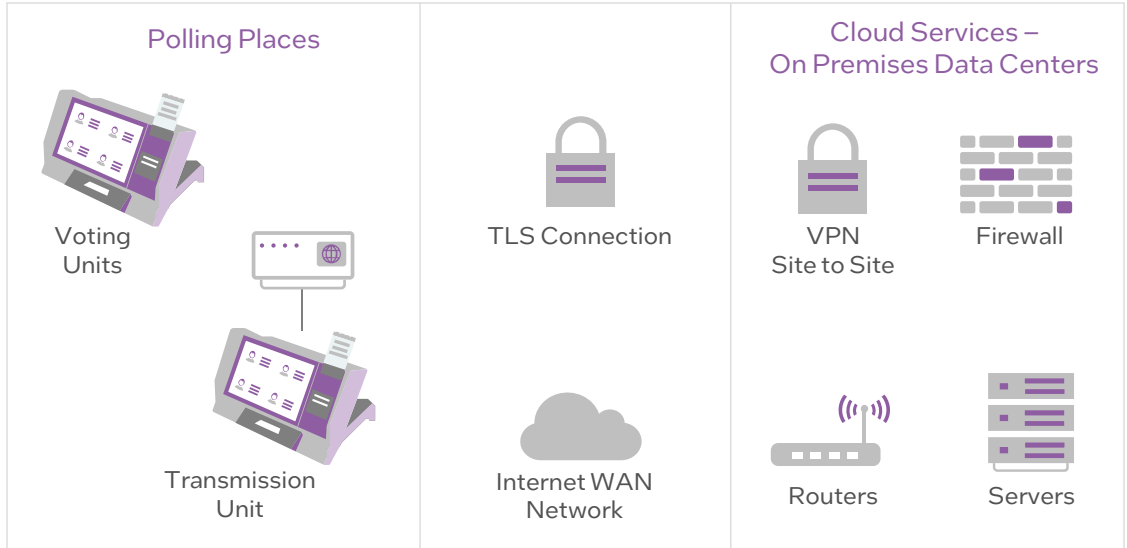 Polling Places
Voting
Units
Transmission
Unit
TLS Connection
Internet WAN
Network
Cloud Services –
On Premises Data Centers
VPN
Site to Site
Firewall
Routers
Servers